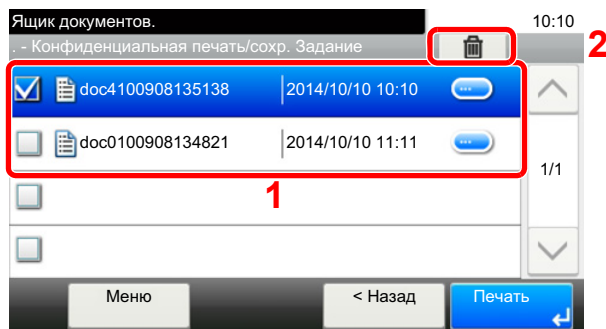 Ящик документов.
10:10
. - Конфиденциальная печать/сохр. Задание
2
doc4100908135138 2014/10/10 10:10 ...
doc0100908134821 2014/10/10 11:11 ...
1/1
1
Меню
< Назад
Печать